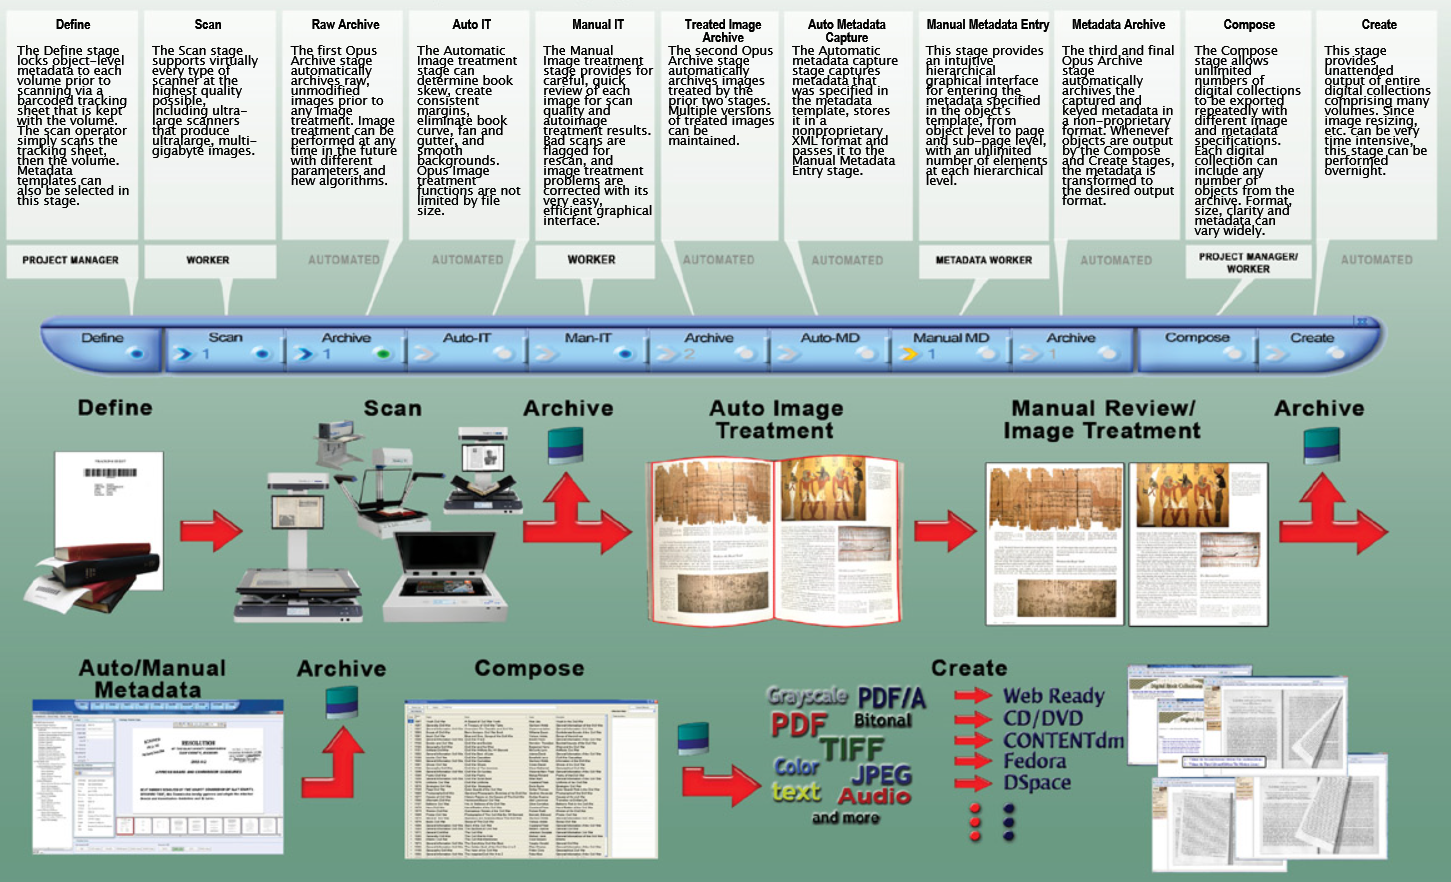 Define
The Define stage
locks object-level
metadata to each
volume prior to
scanning via a
barcoded tracking
sheet that is kept
with the volume.
The scan operator
simply scans the
tracking sheet,
then the volume.
Metadata
templates can
also be selected in
this stage.
PROJECT MANAGER
Scan
The Scan stage
supports virtually
every type of
scanner at the
highest quality
possible,
including ultra-
large scanners
that produce
ultralarge, multi-
gigabyte images.
WORKER
Raw Archive
The first Opus
Archive stage
automatically
archives raw,
unmodified
images prior to
any image
treatment. Image
treatment can be
performed at any
time in the future
with different
parameters and
new algorithms.
AUTOMATED
Auto IT
The Automatic
Image treatment
stage can
determine book
skew, create
consistent
margins,
eliminate book
curve, fan and
gutter, and
smooth
backgrounds.
Opus Image
treatment
functions are not
limited by file
size.
AUTOMATED
Manual IT
The Manual
Image treatment
stage provides for
careful, quick
review of each
image for scan
quality and
autoimage
treatment results.
Bad scans are
flagged for
rescan, and
image treatment
problems are
corrected with its
very easy,
efficient graphical
interface.
WORKER
Treated Image
Archive
The second Opus
Archive stage
automatically
archives images
treated by the
prior two stages.
Multiple versions
of treated images
can be
maintained.
AUTOMATED
Auto Metadata
Capture
The Automatic
metadata capture
stage captures
metadata that
was specified in
the metadata
template, stores
it in a
nonproprietary
XML format and
passes it to the
Manual Metadata
Entry stage.
AUTOMATED
Manual Metadata Entry
This stage provides
an intuitive
hierarchical
graphical interface
for entering the
metadata specified
in the object's
template, from
object level to page
and sub-page level,
with an unlimited
number of elements
at each hierarchical
level.
METADATA WORKER
Metadata Archive
The third and final
Opus Archive
stage
automatically
archives the
captured and
keyed metadata in
a non-proprietary
format. Whenever
objects are output
by the Compose
and Create stages,
the metadata is
transformed to
the desired output
format.
AUTOMATED
Compose
The Compose
stage allows
unlimited
numbers of
digital collections
to be exported
repeatedly with
different image
and metadata
specifications.
Each digital
collection can
include any
number of
objects from the
archive. Format,
size, clarity and
metadata can
vary widely.
PROJECT MANAGER/
WORKER
Create
This stage
provides
unattended
output of entire
digital collections
comprising many
volumes. Since
image resizing,
etc. can be very
time intensive,
this stage can be
performed
overnight.
AUTOMATED
Define
Scan
1
Archive
1
Auto-IT
Man-IT
Archive
2
Auto-MD
Manual MD
1
Archive
1
Compose
Create
Define
Scan
Archive
Auto Image
Treatment
Manual Review/
Image Treatment
Archive
Auto/Manual
Metadata
RESOLUTION
Archive
Compose
Grayscale
PDF/A
PDF
Bitonal
TIFF
Color
text
JPEG
Audio
and more
Create
Web Ready
CD/DVD
CONTENTdm
Fedora
DSpace